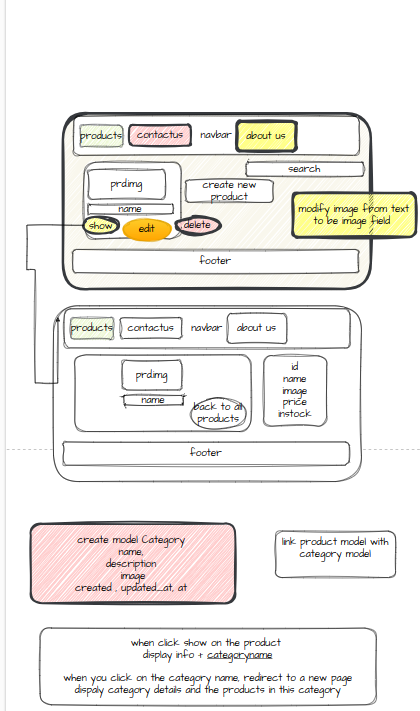 products contactus navbar about us
search
prdimg
create new
product
name
modify image from text
to be image field
show edit delete
footer
products contactus navbar about us
prdimg
name
back to all
products
id
name
image
price
instock
footer
create model Category
name,
description
image
created , updated_at, at
link product model with
category model
when click show on the product
display info + categoryname
when you click on the category name, redirect to a new page
dispaly category details and the products in this category